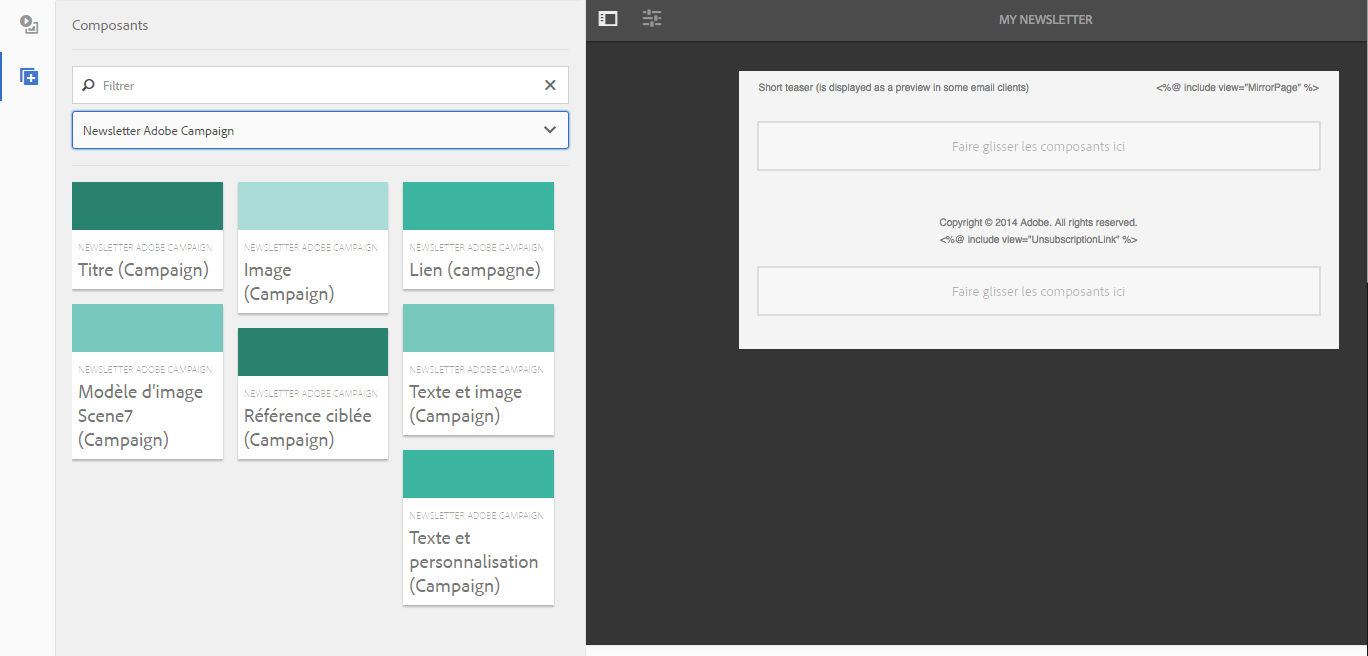 Composants
Filtrer
Newsletter Adobe Campaign
NEWSLETTER ADOBE CAMPAIGN
Titre (Campaign)
NEWSLETTER ADOBE CAMPAIGN
Image
(Campaign)
NEWSLETTER ADOBE CAMPAIGN
Lien (campagne)
NEWSLETTER ADOBE CAMPAIGN
Modèle d'image
Scene7
(Campaign)
NEWSLETTER ADOBE CAMPAIGN
Référence ciblée
(Campaign)
NEWSLETTER ADOBE CAMPAIGN
Texte et image
(Campaign)
NEWSLETTER ADOBE CAMPAIGN
Texte et
personnalisation
(Campaign)
MY NEWSLETTER
Short teaser (is displayed as a preview in some email clients) <%@ include view="MirrorPage" %>
Faire glisser les composants ici
Copyright © 2014 Adobe. All rights reserved.
<%@ include view="UnsubscriptionLink" %>
Faire glisser les composants ici